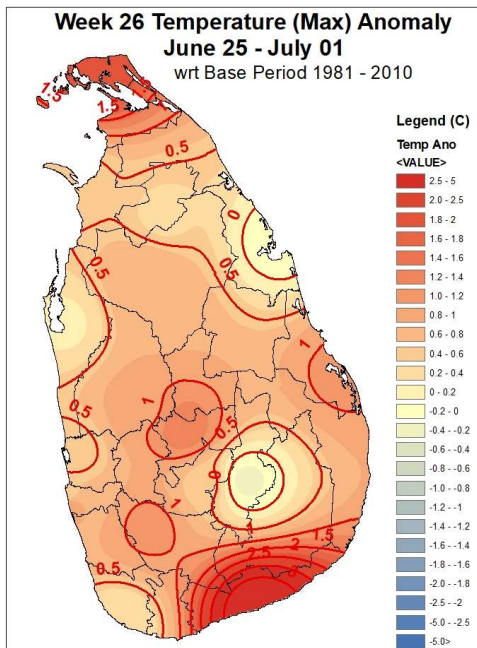 Week 26 Temperature (Max) Anomaly
June 25 - July 01
wrt Base Period 1981 - 2010
Legend (C)
Temp Ano
<VALUE>
2.5 - 5
2.0 - 2.5
1.8 - 2
1.6 - 1.8
1.4 - 1.6
1.2 - 1.4
1.0 - 1.2
0.8 - 1
0.6 - 0.8
0.4 - 0.6
0.2 - 0.4
0 - 0.2
-0.2 - 0
-0.4 - -0.2
-0.6 - -0.4
-0.8 - -0.6
-1.0 - -0.8
-1.2 - -1
-1.4 - -1.2
-1.6 - -1.4
-1.8 - -1.6
-2.0 - -1.8
-2.5 - -2
-5.0 - -2.5
-5.0>
1.5
1.5
0.5
0
0.5
0.5
1
1
0.5
0.5
0
1
1
1.5
2
2.5
0.5